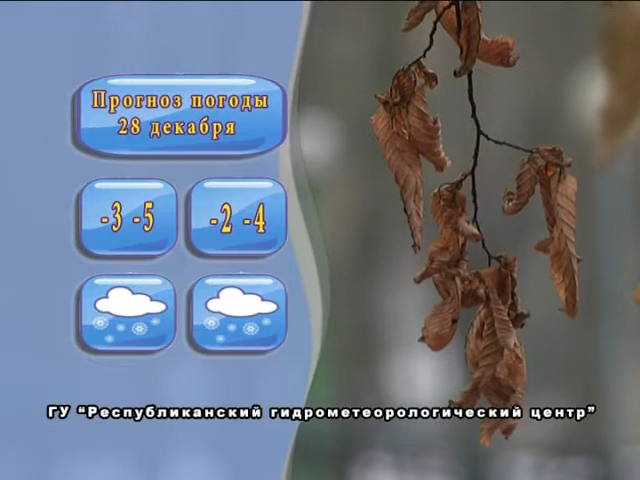 Прогноз погоды
28 декабря
-3 -5
-2 -4
ГУ “Республиканский гидрометеорологический центр”